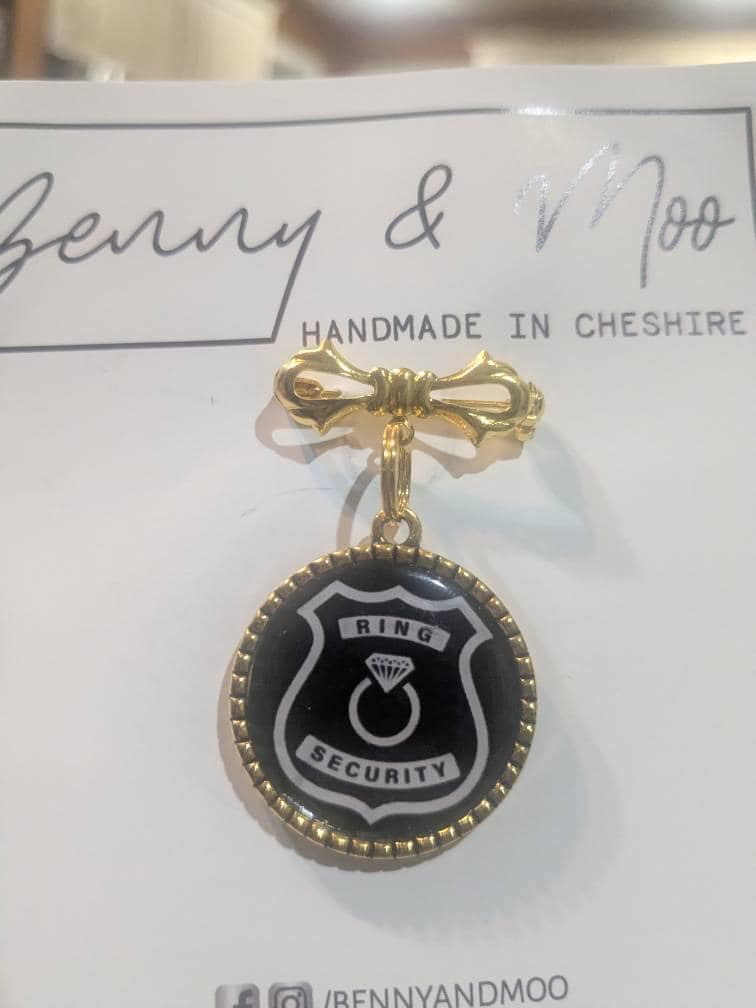 Benny & Moo
HANDMADE IN CHESHIRE
RING
SECURITY
/BENNYANDMOO